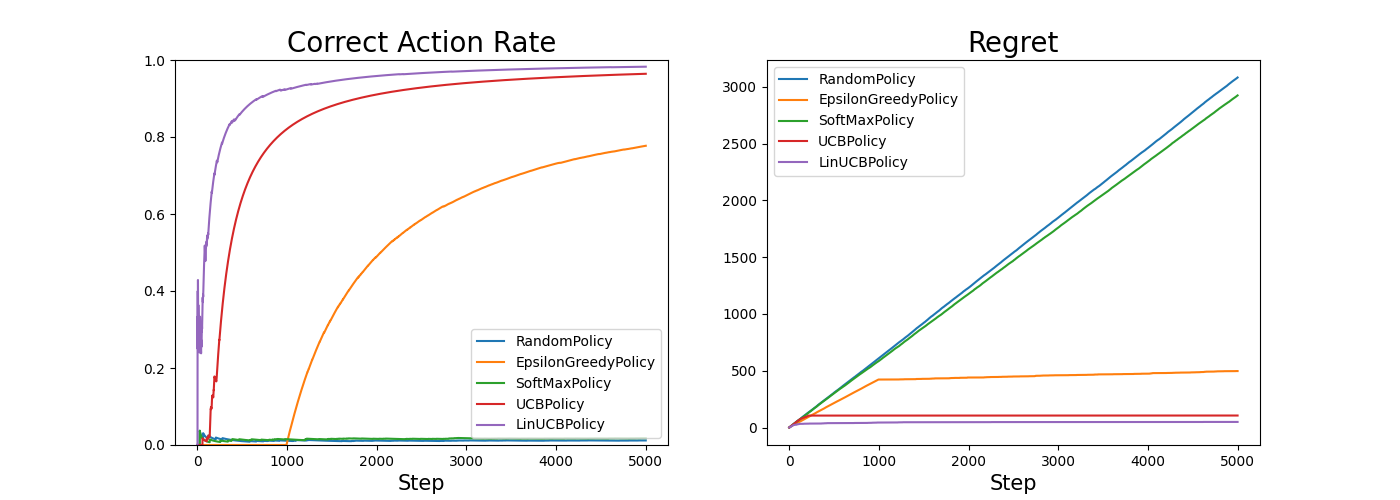 Correct Action Rate
1.0
0.8
0.6
0.4
0.2
0.0
RandomPolicy
EpsilonGreedyPolicy
SoftMaxPolicy
UCBPolicy
LinUCBPolicy
0 1000 2000 3000 4000 5000
Step
Regret
3000
2500
2000
1500
1000
500
0
RandomPolicy
EpsilonGreedyPolicy
SoftMaxPolicy
UCBPolicy
LinUCBPolicy
0 1000 2000 3000 4000 5000
Step